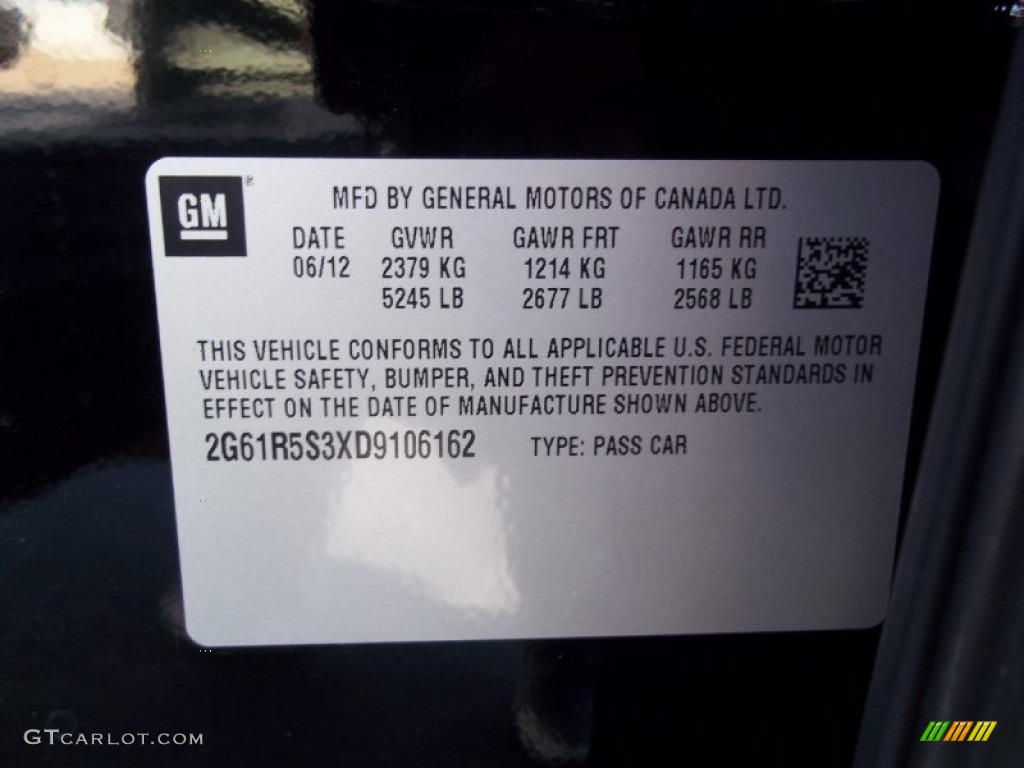 GM ®
MFD BY GENERAL MOTORS OF CANADA LTD.
DATE GVWR GAWR FRT GAWR RR
06/12 2379 KG 1214 KG 1165 KG
5245 LB 2677 LB 2568 LB
THIS VEHICLE CONFORMS TO ALL APPLICABLE U.S. FEDERAL MOTOR
VEHICLE SAFETY, BUMPER, AND THEFT PREVENTION STANDARDS IN
EFFECT ON THE DATE OF MANUFACTURE SHOWN ABOVE.
2G61R5S3XD9106162 TYPE: PASS CAR
GTCARLOT.COM